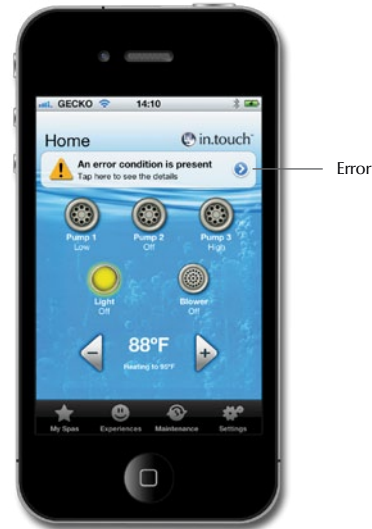 GECKO 14:10
Home in.touch™
An error condition is present
Tap here to see the details
Error
Pump 1 Pump 2 Pump 3
Low Off High
Light Blower
Off Off
88°F
Heating to 95°F
My Spas Experiences Maintenance Settings